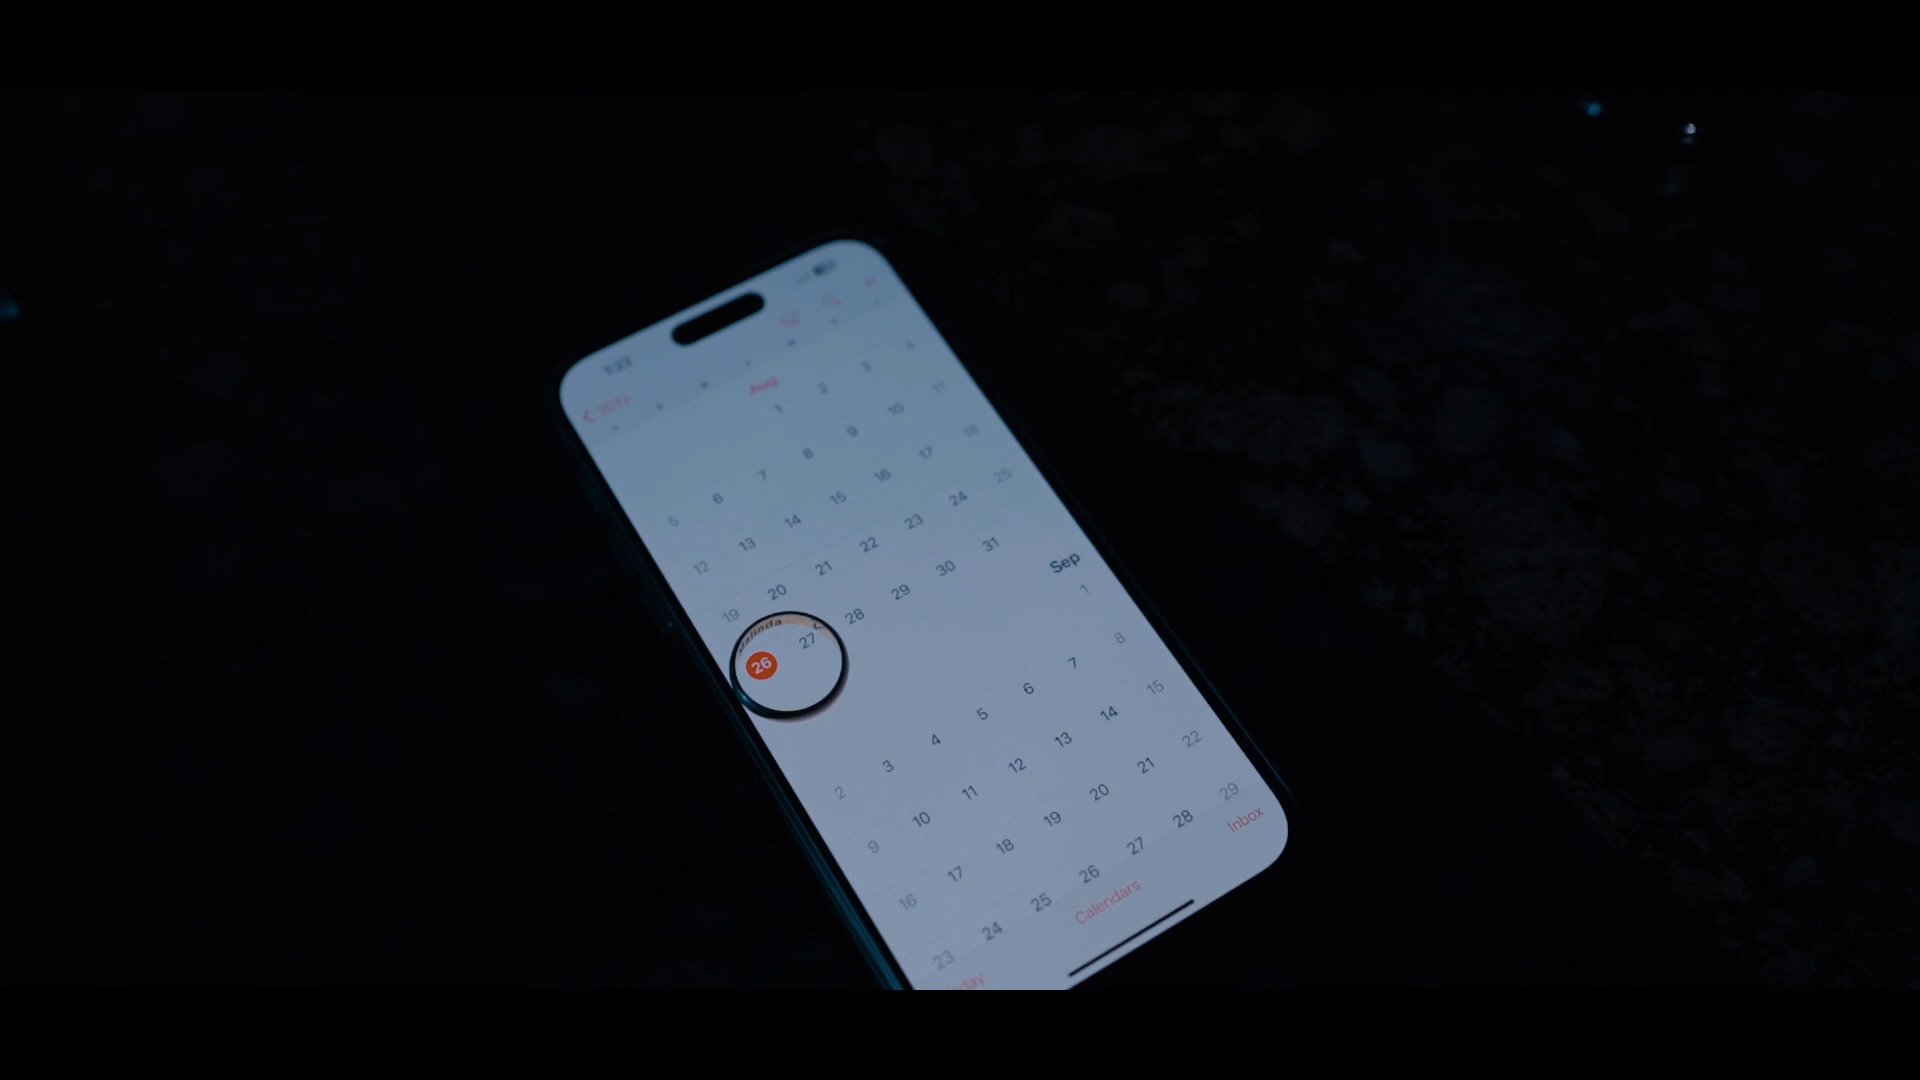 Aug
1 2 3 4
5 6 7 8 9 10 11
12 13 14 15 16 17 18
19 20 21 22 23 24 25
26 27 28 29 30 31
Sep
1
2 3 4 5 6 7 8
9 10 11 12 13 14 15
16 17 18 19 20 21 22
23 24 25 26 27 28 29
Calendars Inbox